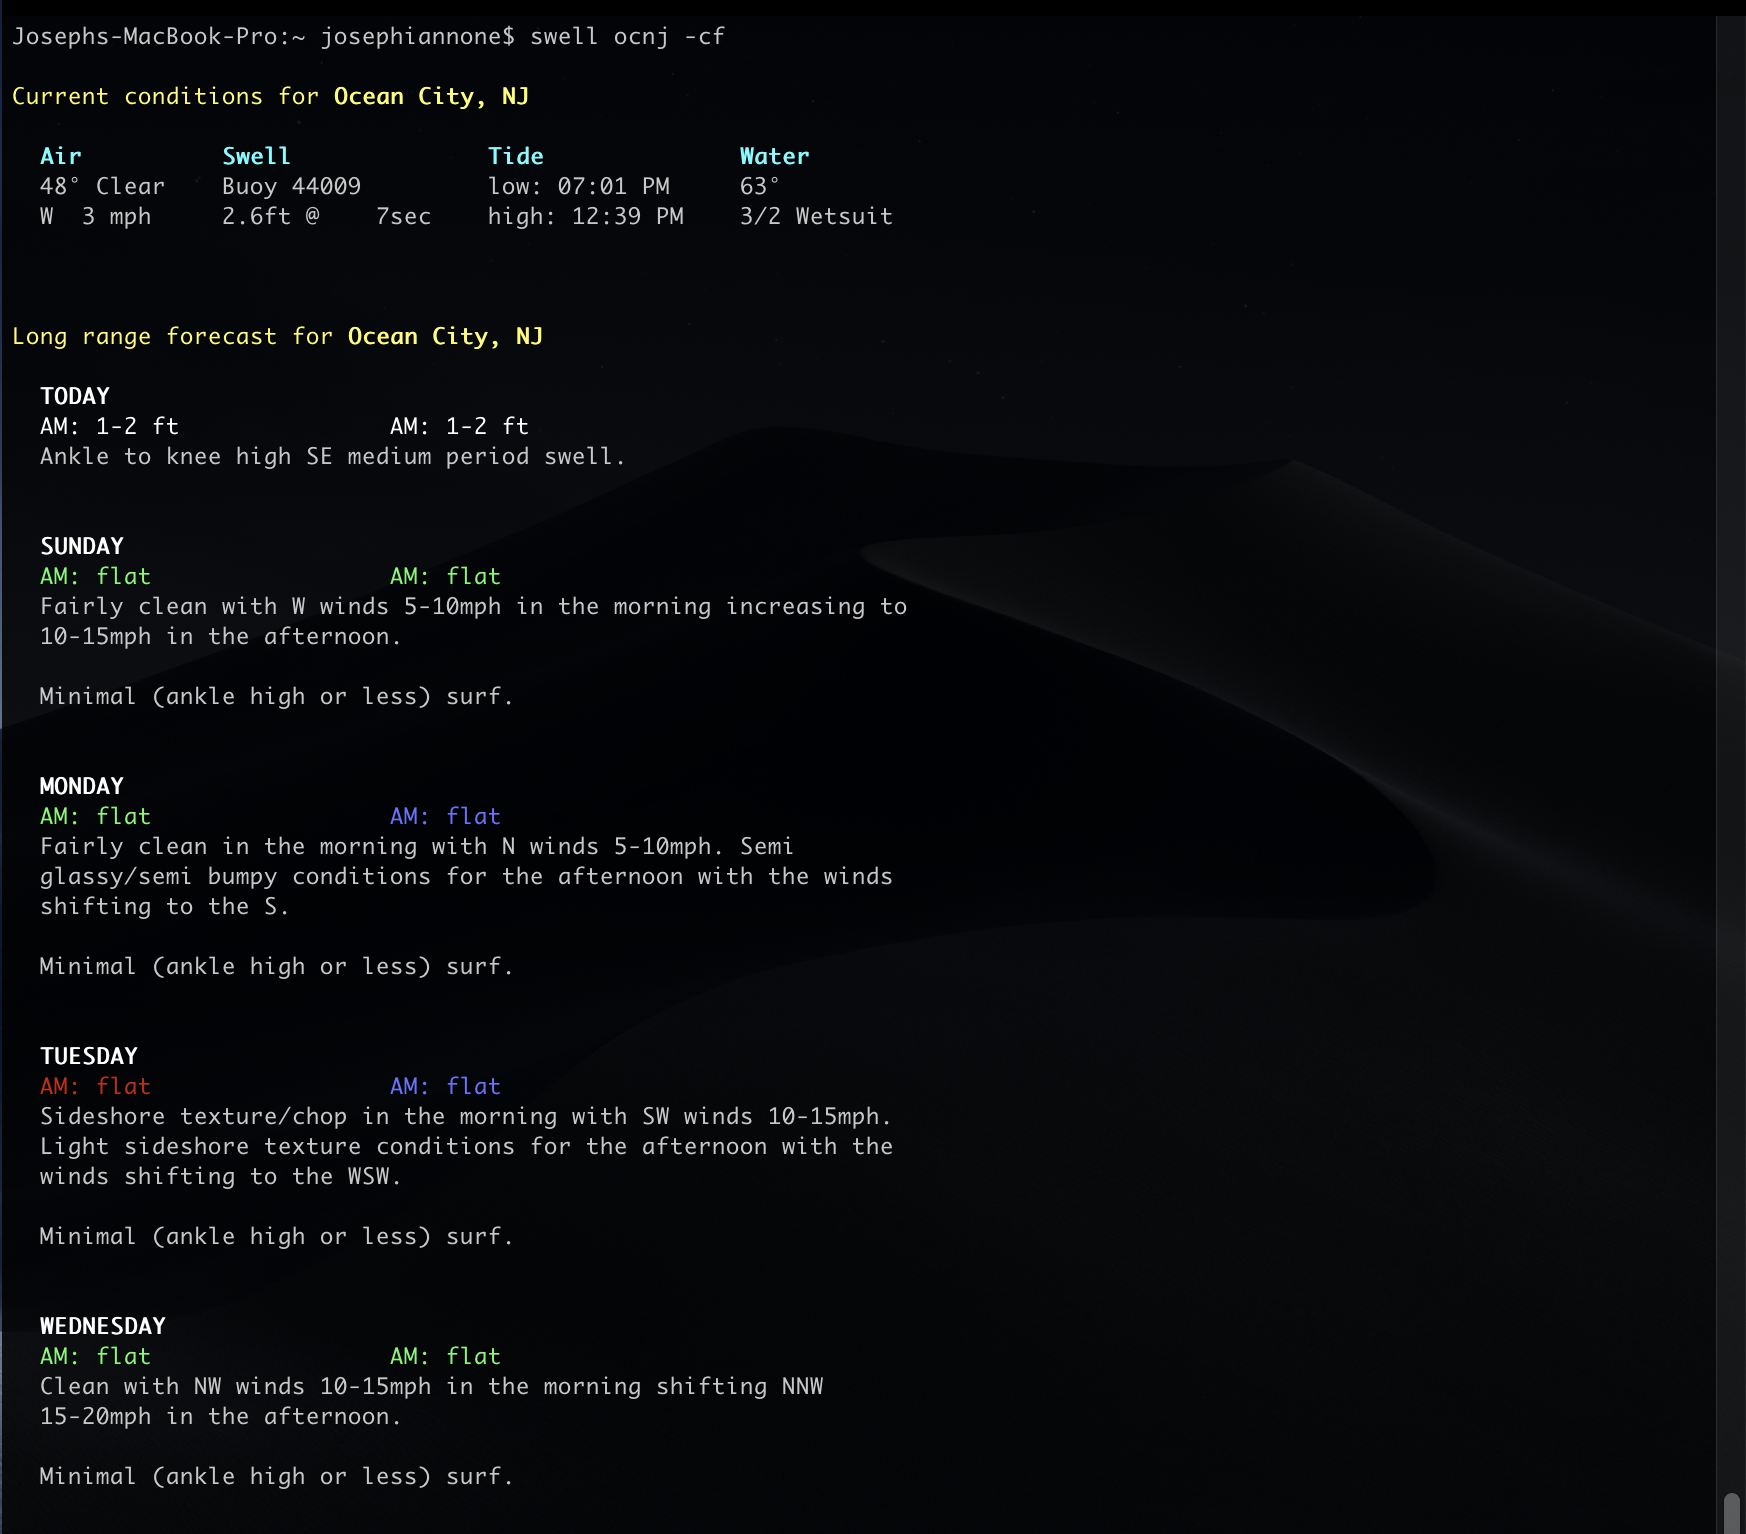 Josephs-MacBook-Pro:~ josephiannone$ swell ocnj -cf
Current conditions for Ocean City, NJ
Air Swell Tide Water
48° Clear Buoy 44009 low: 07:01 PM 63°
W 3 mph 2.6ft @ 7sec high: 12:39 PM 3/2 Wetsuit
Long range forecast for Ocean City, NJ
TODAY
AM: 1-2 ft AM: 1-2 ft
Ankle to knee high SE medium period swell.
SUNDAY
AM: flat AM: flat
Fairly clean with W winds 5-10mph in the morning increasing to
10-15mph in the afternoon.
Minimal (ankle high or less) surf.
MONDAY
AM: flat AM: flat
Fairly clean in the morning with N winds 5-10mph. Semi
glassy/semi bumpy conditions for the afternoon with the winds
shifting to the S.
Minimal (ankle high or less) surf.
TUESDAY
AM: flat AM: flat
Sideshore texture/chop in the morning with SW winds 10-15mph.
Light sideshore texture conditions for the afternoon with the
winds shifting to the WSW.
Minimal (ankle high or less) surf.
WEDNESDAY
AM: flat AM: flat
Clean with NW winds 10-15mph in the morning shifting NNW
15-20mph in the afternoon.
Minimal (ankle high or less) surf.